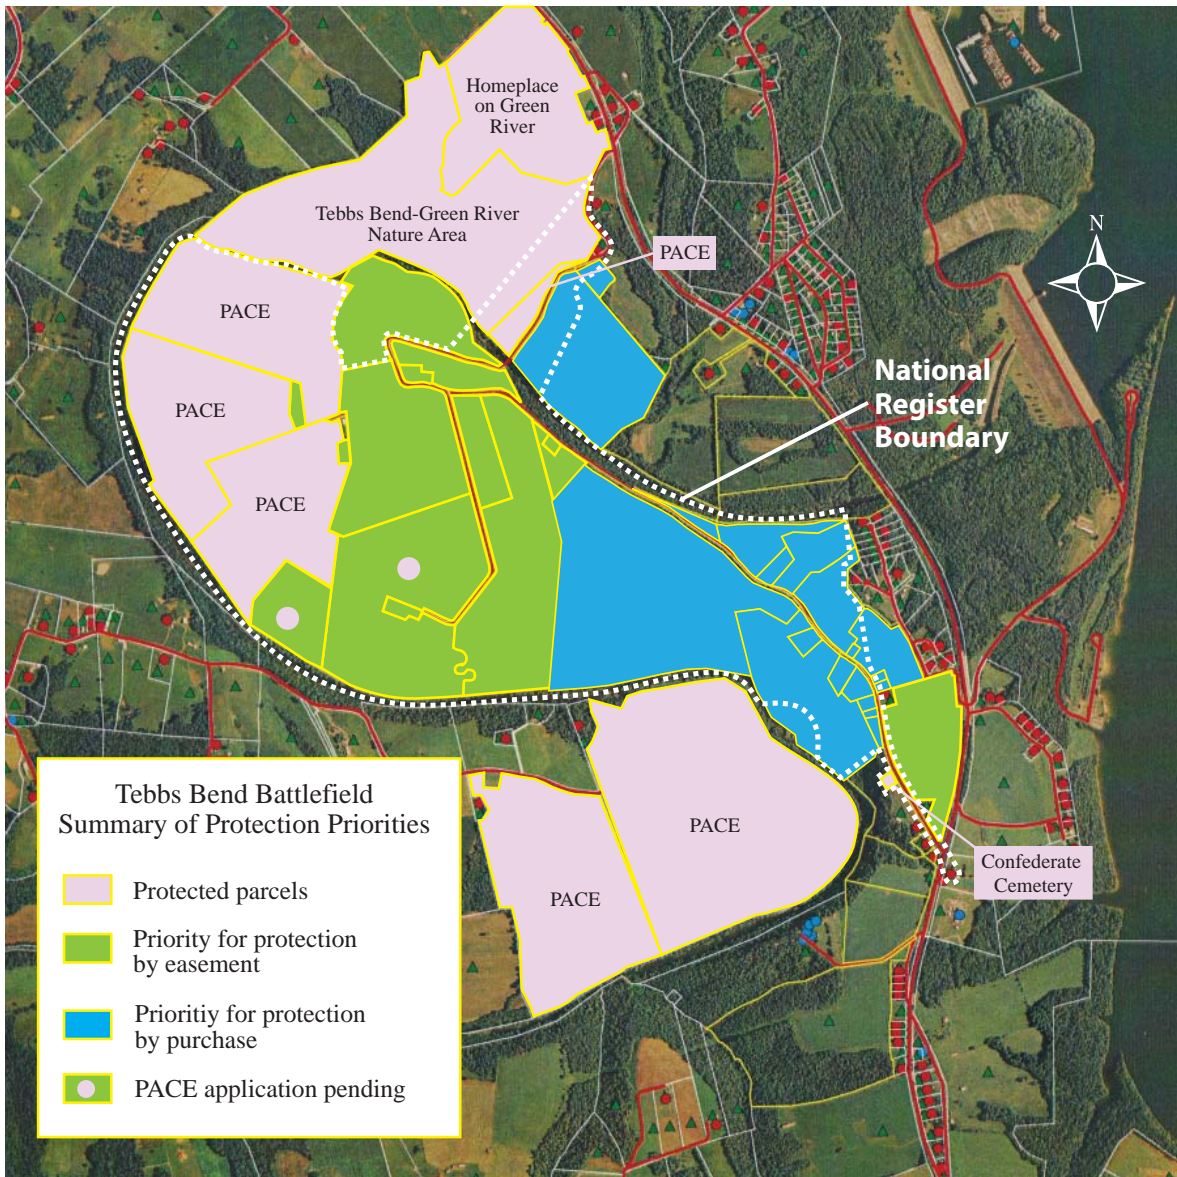 Homeplace
on Green
River
Tebbs Bend-Green River
Nature Area
PACE
N
PACE
National
Register
Boundary
PACE
PACE
PACE
PACE
Confederate
Cemetery
Tebbs Bend Battlefield
Summary of Protection Priorities
Protected parcels
Priority for protection
by easement
Prioritiy for protection
by purchase
PACE application pending